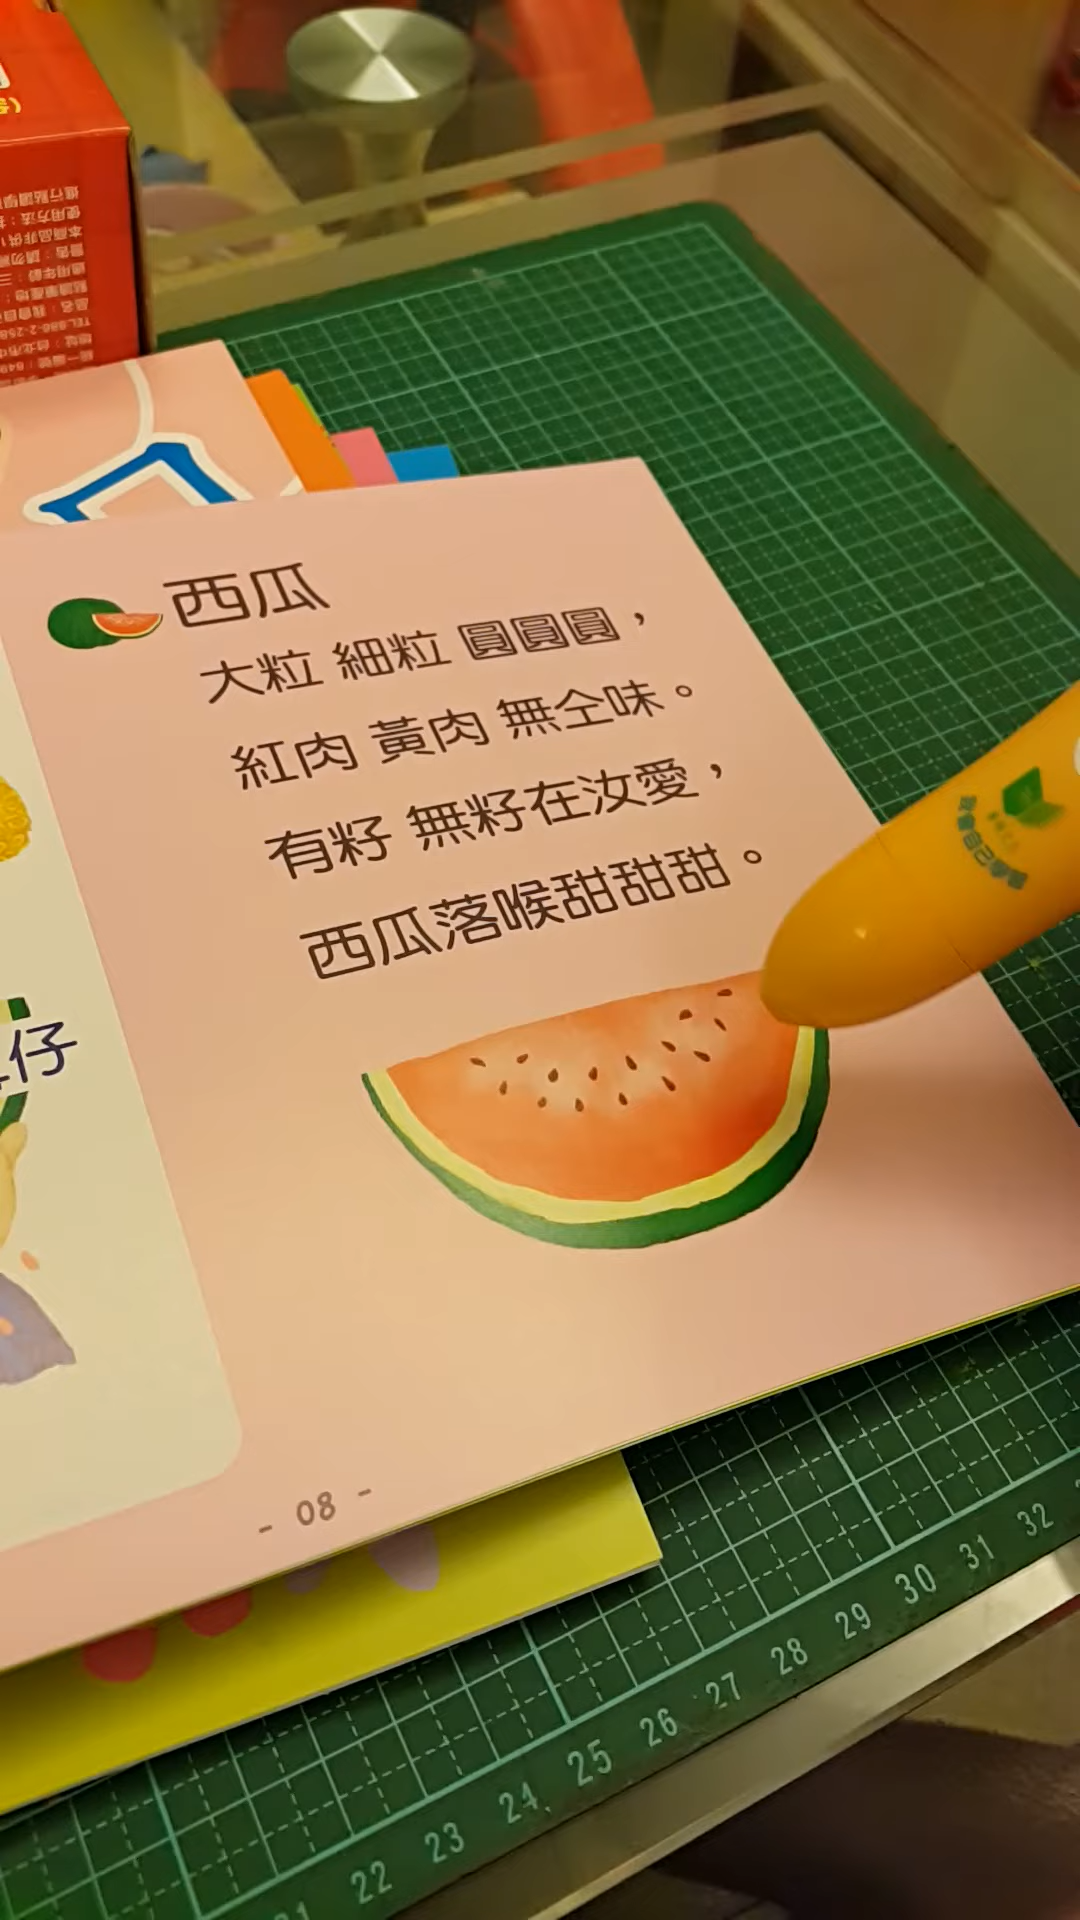 西瓜
大粒 細粒 圓圓圓，
紅肉 黃肉 無仝味。
有籽 無籽在汝愛，
西瓜落喉甜甜甜。
仔
- 08 -
21
22
23
24
25
26
27
28
29
30
31
32